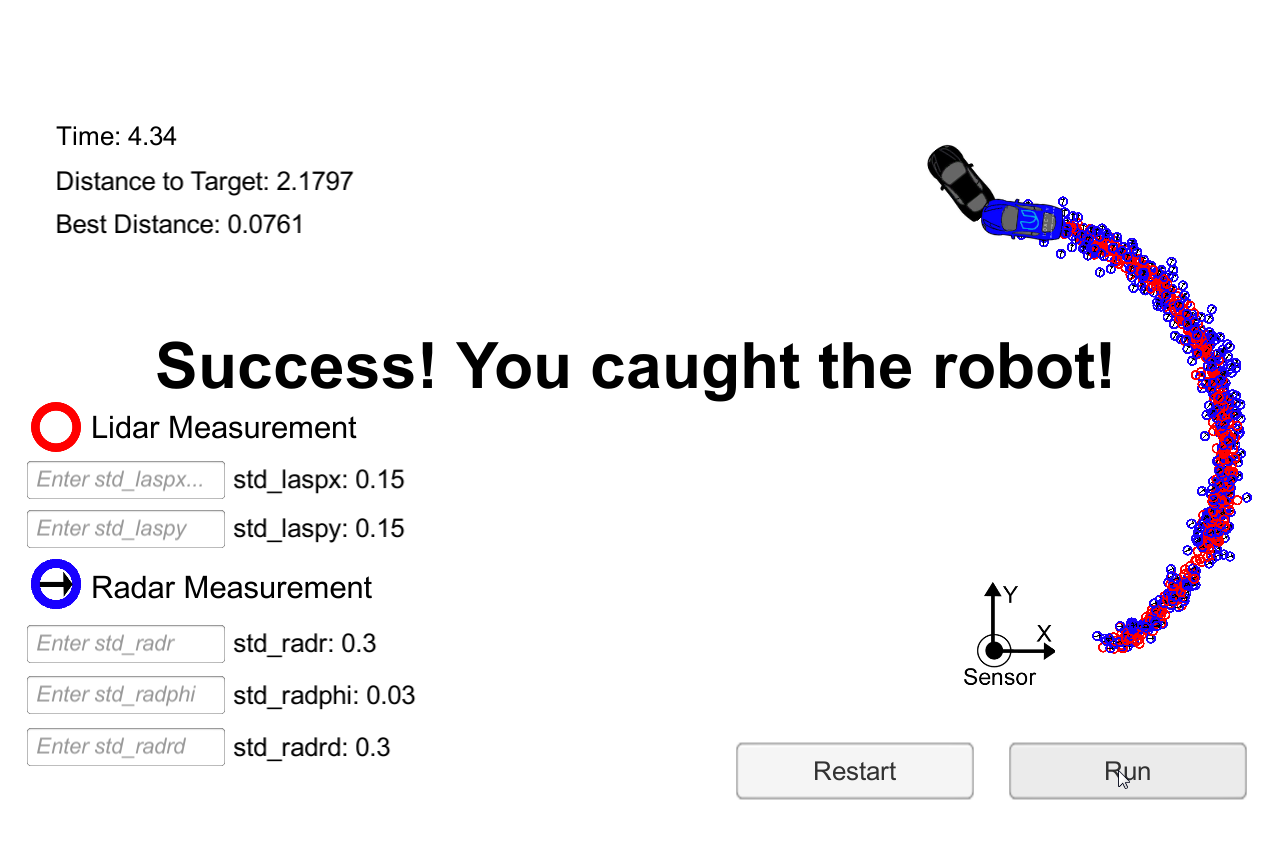 Time: 4.34
Distance to Target: 2.1797
Best Distance: 0.0761
Success! You caught the robot!
Lidar Measurement
Enter std_laspx... std_laspx: 0.15
Enter std_laspy std_laspy: 0.15
Radar Measurement
Enter std_radr std_radr: 0.3
Enter std_radphi std_radphi: 0.03
Enter std_radrd std_radrd: 0.3
Y
X
Sensor
Restart
Run